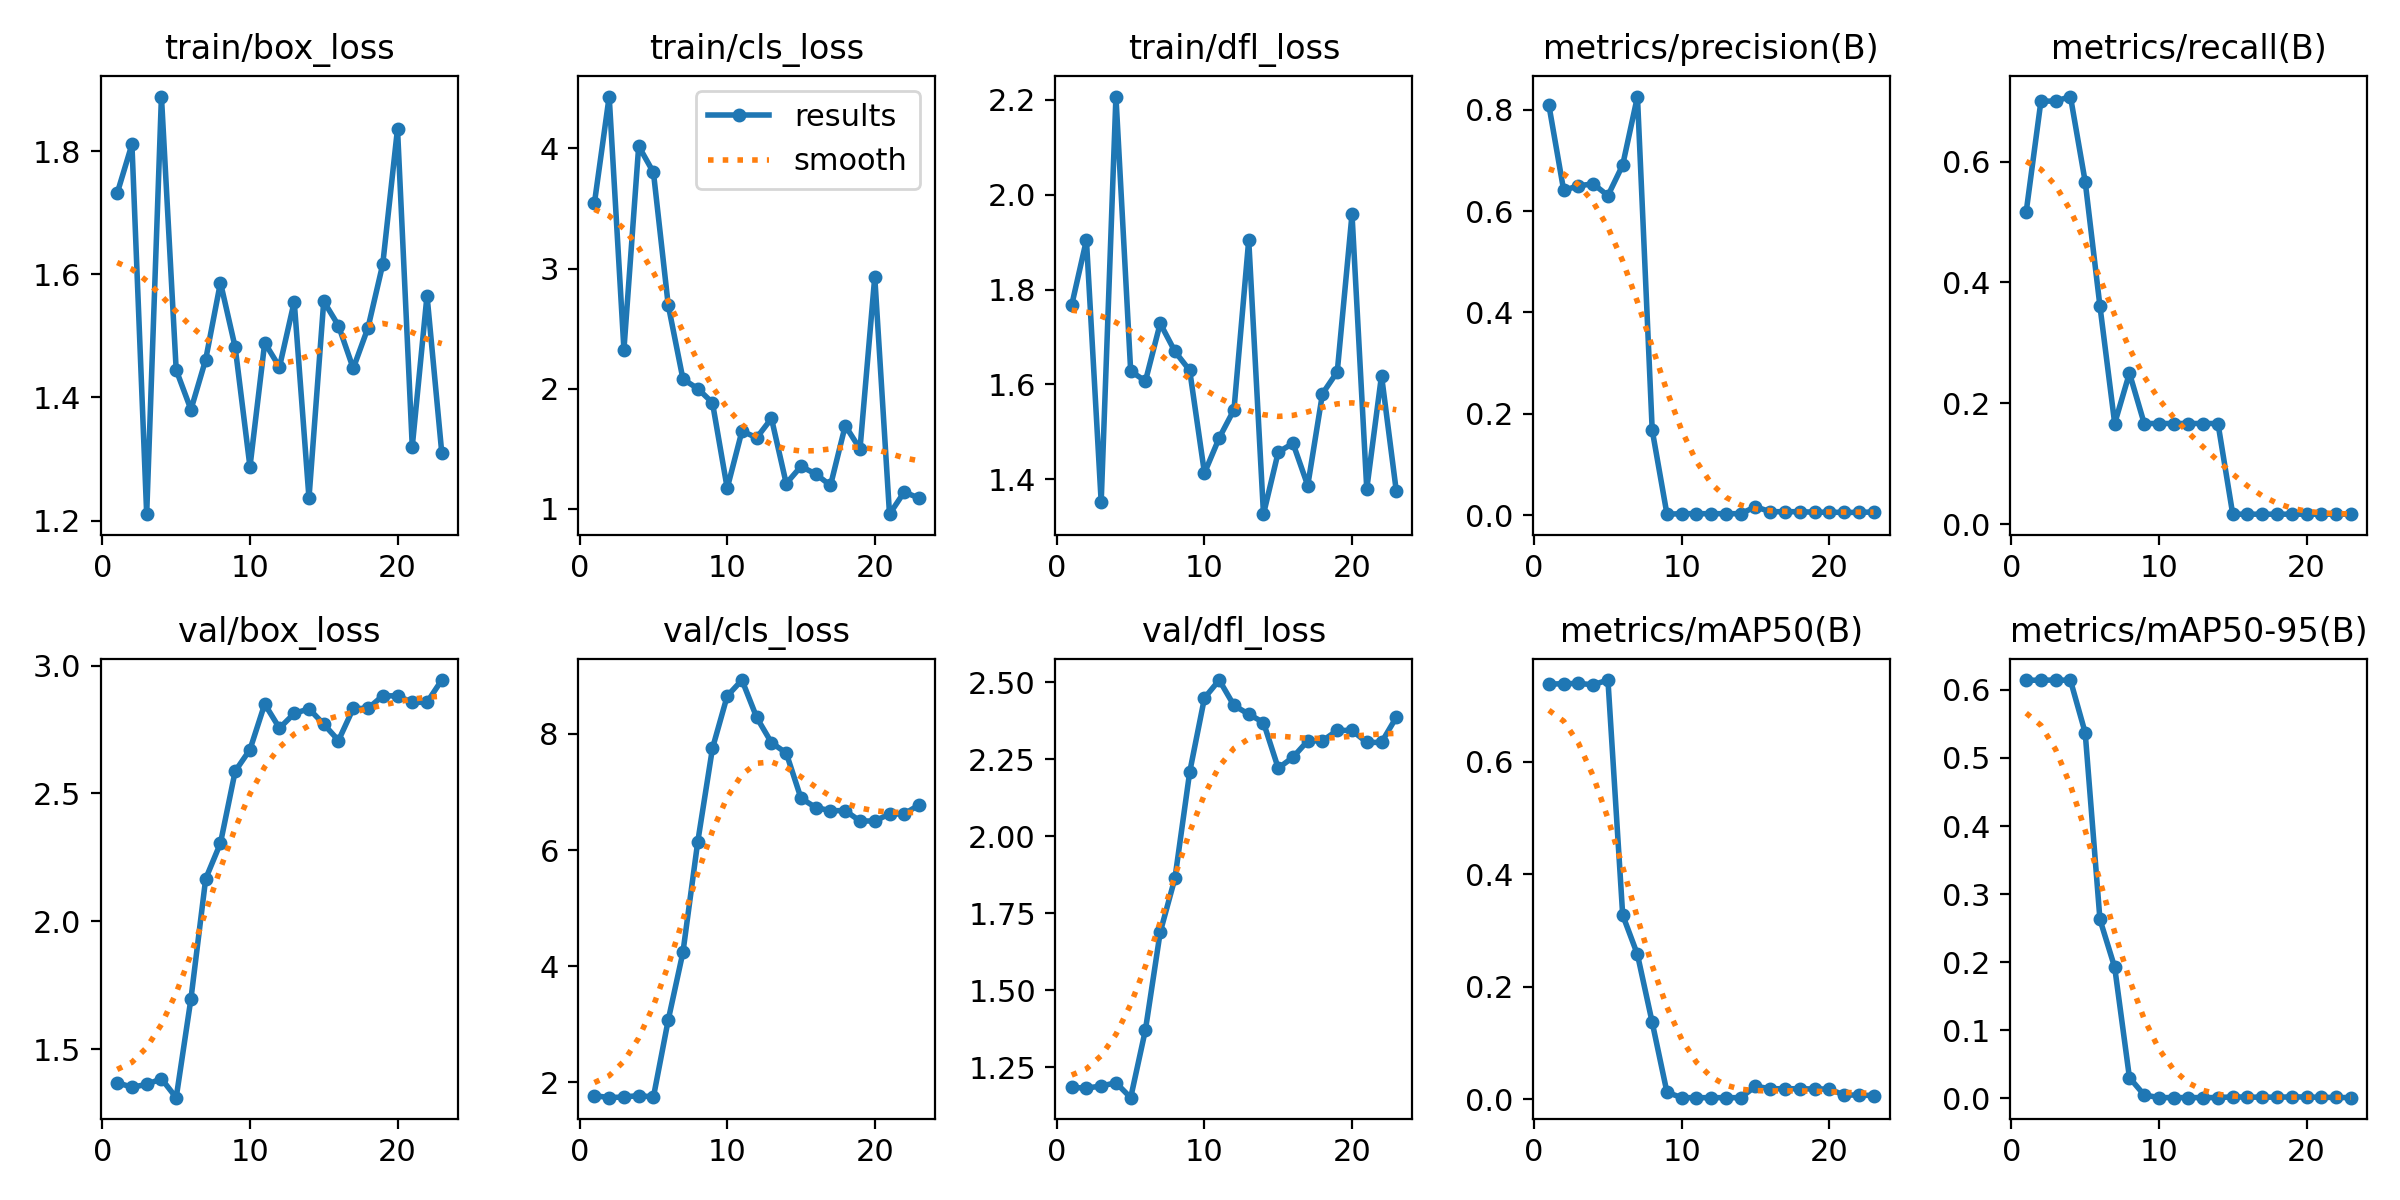 train/box_loss
1.8
1.6
1.4
1.2
0 10 20
train/cls_loss
results
smooth
4
3
2
1
0 10 20
train/dfl_loss
2.2
2.0
1.8
1.6
1.4
0 10 20
metrics/precision(B)
0.8
0.6
0.4
0.2
0.0
0 10 20
metrics/recall(B)
0.6
0.4
0.2
0.0
0 10 20
val/box_loss
3.0
2.5
2.0
1.5
0 10 20
val/cls_loss
8
6
4
2
0 10 20
val/dfl_loss
2.50
2.25
2.00
1.75
1.50
1.25
0 10 20
metrics/mAP50(B)
0.6
0.4
0.2
0.0
0 10 20
metrics/mAP50-95(B)
0.6
0.5
0.4
0.3
0.2
0.1
0.0
0 10 20